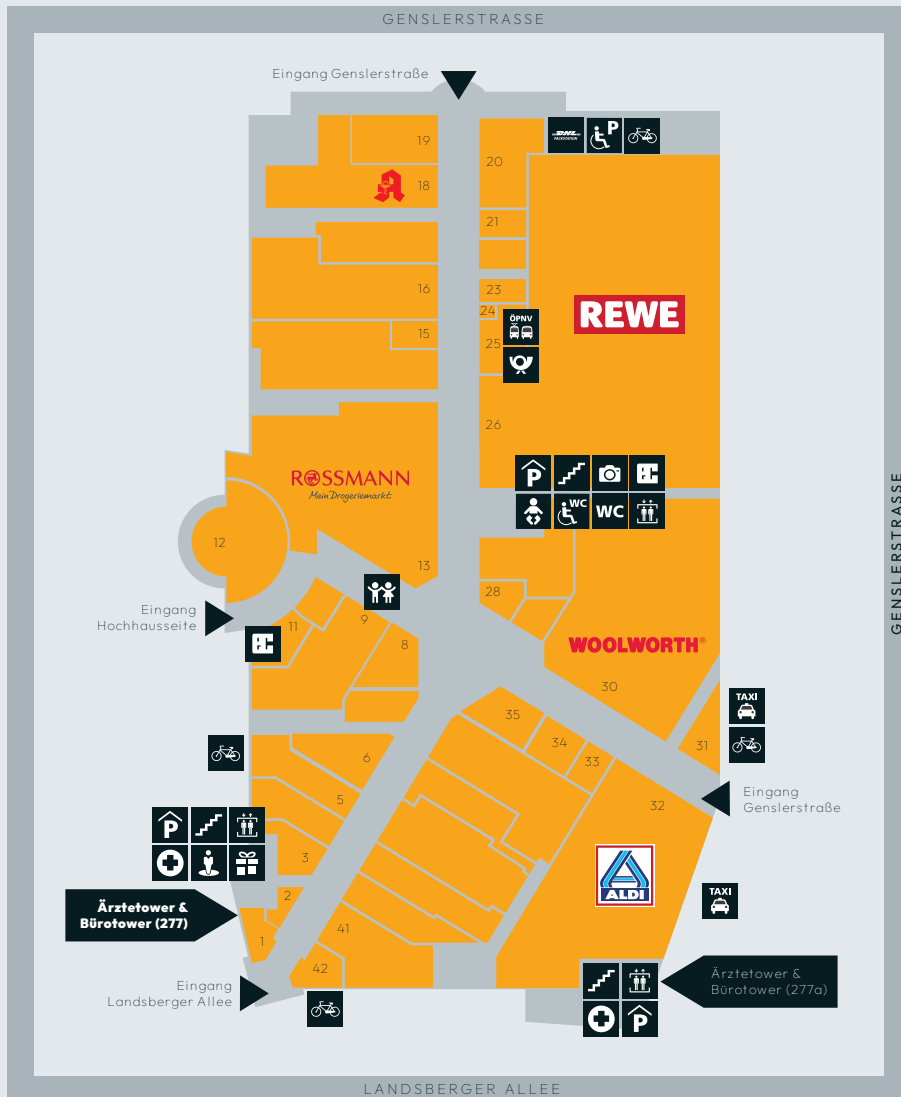 GENSLERSTRASSE
Eingang Genslerstraße
19
20
DHL
PACKSTATION
P
18
21
16
23
24
ÖPNV
REWE
15
25
26
ROSSMANN
Mein Drogeriemarkt
P
WC
WC
12
13
28
GENSLERSTRASSE
Eingang
Hochhausseite
11
9
8
WOOLWORTH®
30
35
34
33
31
TAXI
6
5
32
Eingang
Genslerstraße
P
3
2
ALDI
TAXI
Ärztetower &
Bürotower (277)
1
41
42
Eingang
Landsberger Allee
Ärztetower &
Bürotower (277a)
P
LANDSBERGER ALLEE